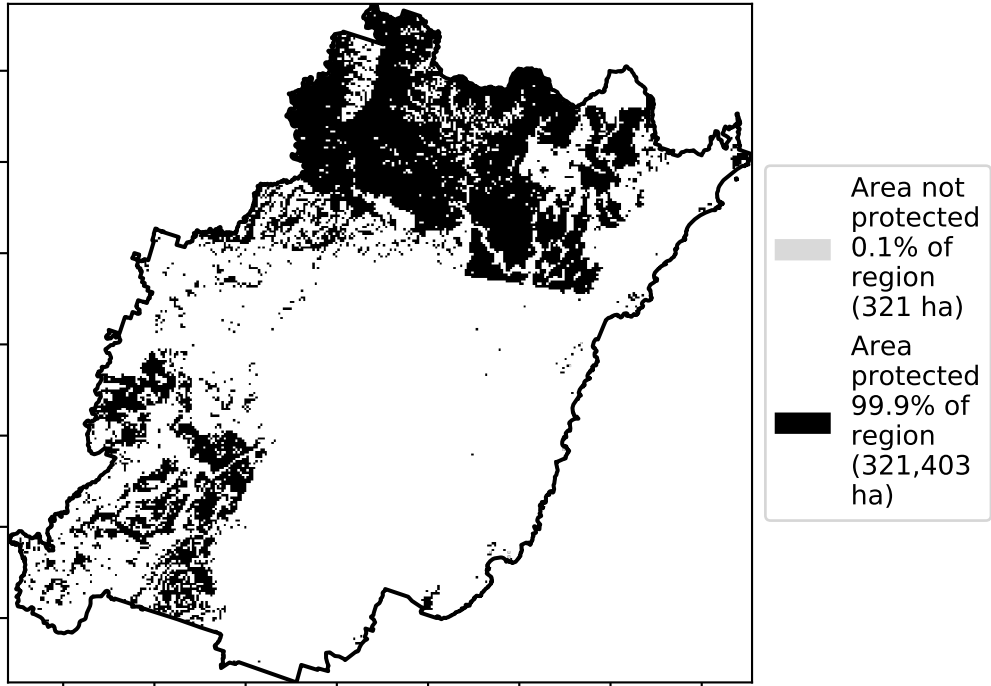 Area not
protected
0.1% of
region
(321 ha)
Area
protected
99.9% of
region
(321,403
ha)